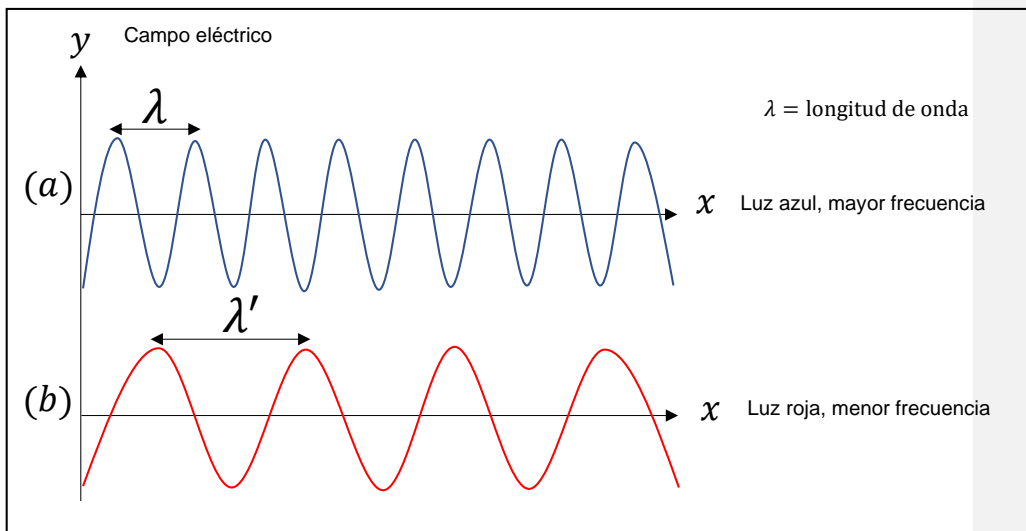 y Campo eléctrico
λ
λ = longitud de onda
(a)
x Luz azul, mayor frecuencia
λ′
(b)
x Luz roja, menor frecuencia